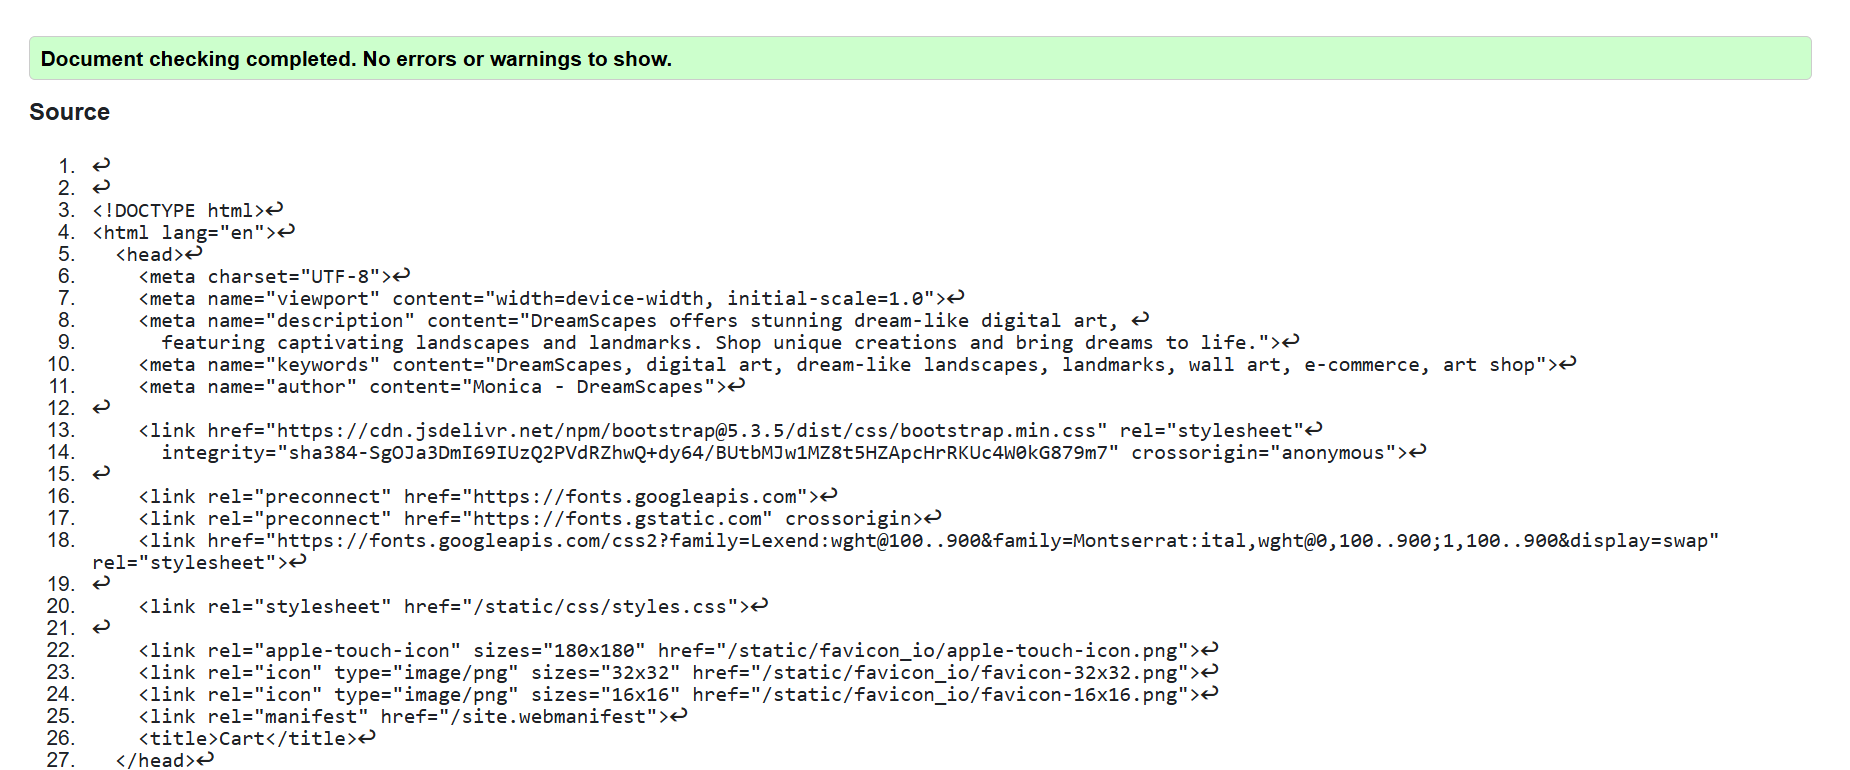 Document checking completed. No errors or warnings to show.
Source
1. ↩
2. ↩
3. <!DOCTYPE html>↩
4. <html lang="en">↩
5.   <head>↩
6.     <meta charset="UTF-8">↩
7.     <meta name="viewport" content="width=device-width, initial-scale=1.0">↩
8.     <meta name="description" content="DreamScapes offers stunning dream-like digital art, ↩
9.       featuring captivating landscapes and landmarks. Shop unique creations and bring dreams to life.">↩
10.     <meta name="keywords" content="DreamScapes, digital art, dream-like landscapes, landmarks, wall art, e-commerce, art shop">↩
11.     <meta name="author" content="Monica - DreamScapes">↩
12. ↩
13.     <link href="https://cdn.jsdelivr.net/npm/bootstrap@5.3.5/dist/css/bootstrap.min.css" rel="stylesheet"↩
14.       integrity="sha384-SgOJa3DmI69IUzQ2PVdRZhwQ+dy64/BUtbMJw1MZ8t5HZApcHrRKUc4W0kG879m7" crossorigin="anonymous">↩
15. ↩
16.     <link rel="preconnect" href="https://fonts.googleapis.com">↩
17.     <link rel="preconnect" href="https://fonts.gstatic.com" crossorigin>↩
18.     <link href="https://fonts.googleapis.com/css2?family=Lexend:wght@100..900&family=Montserrat:ital,wght@0,100..900;1,100..900&display=swap"
rel="stylesheet">↩
19. ↩
20.     <link rel="stylesheet" href="/static/css/styles.css">↩
21. ↩
22.     <link rel="apple-touch-icon" sizes="180x180" href="/static/favicon_io/apple-touch-icon.png">↩
23.     <link rel="icon" type="image/png" sizes="32x32" href="/static/favicon_io/favicon-32x32.png">↩
24.     <link rel="icon" type="image/png" sizes="16x16" href="/static/favicon_io/favicon-16x16.png">↩
25.     <link rel="manifest" href="/site.webmanifest">↩
26.     <title>Cart</title>↩
27.   </head>↩